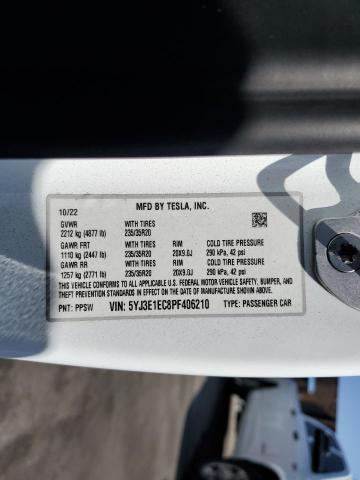 MFD BY TESLA, INC.
10/22
GVWR WITH TIRES
2212 kg (4877 lb) 235/35R20
GAWR FRT WITH TIRES RIM COLD TIRE PRESSURE
1110 kg (2447 lb) 235/35R20 20X9.0J 290 kPa, 42 psi
GAWR RR WITH TIRES RIM COLD TIRE PRESSURE
1257 kg (2771 lb) 235/35R20 20X9.0J 290 kPa, 42 psi
THIS VEHICLE CONFORMS TO ALL APPLICABLE FEDERAL MOTOR VEHICLE SAFETY, BUMPER, AND
THEFT PREVENTION STANDARDS IN EFFECT ON THE DATE OF MANUFACTURE SHOWN ABOVE.
PNT: PPSW VIN: 5YJ3E1EC8PF406210 TYPE: PASSENGER CAR